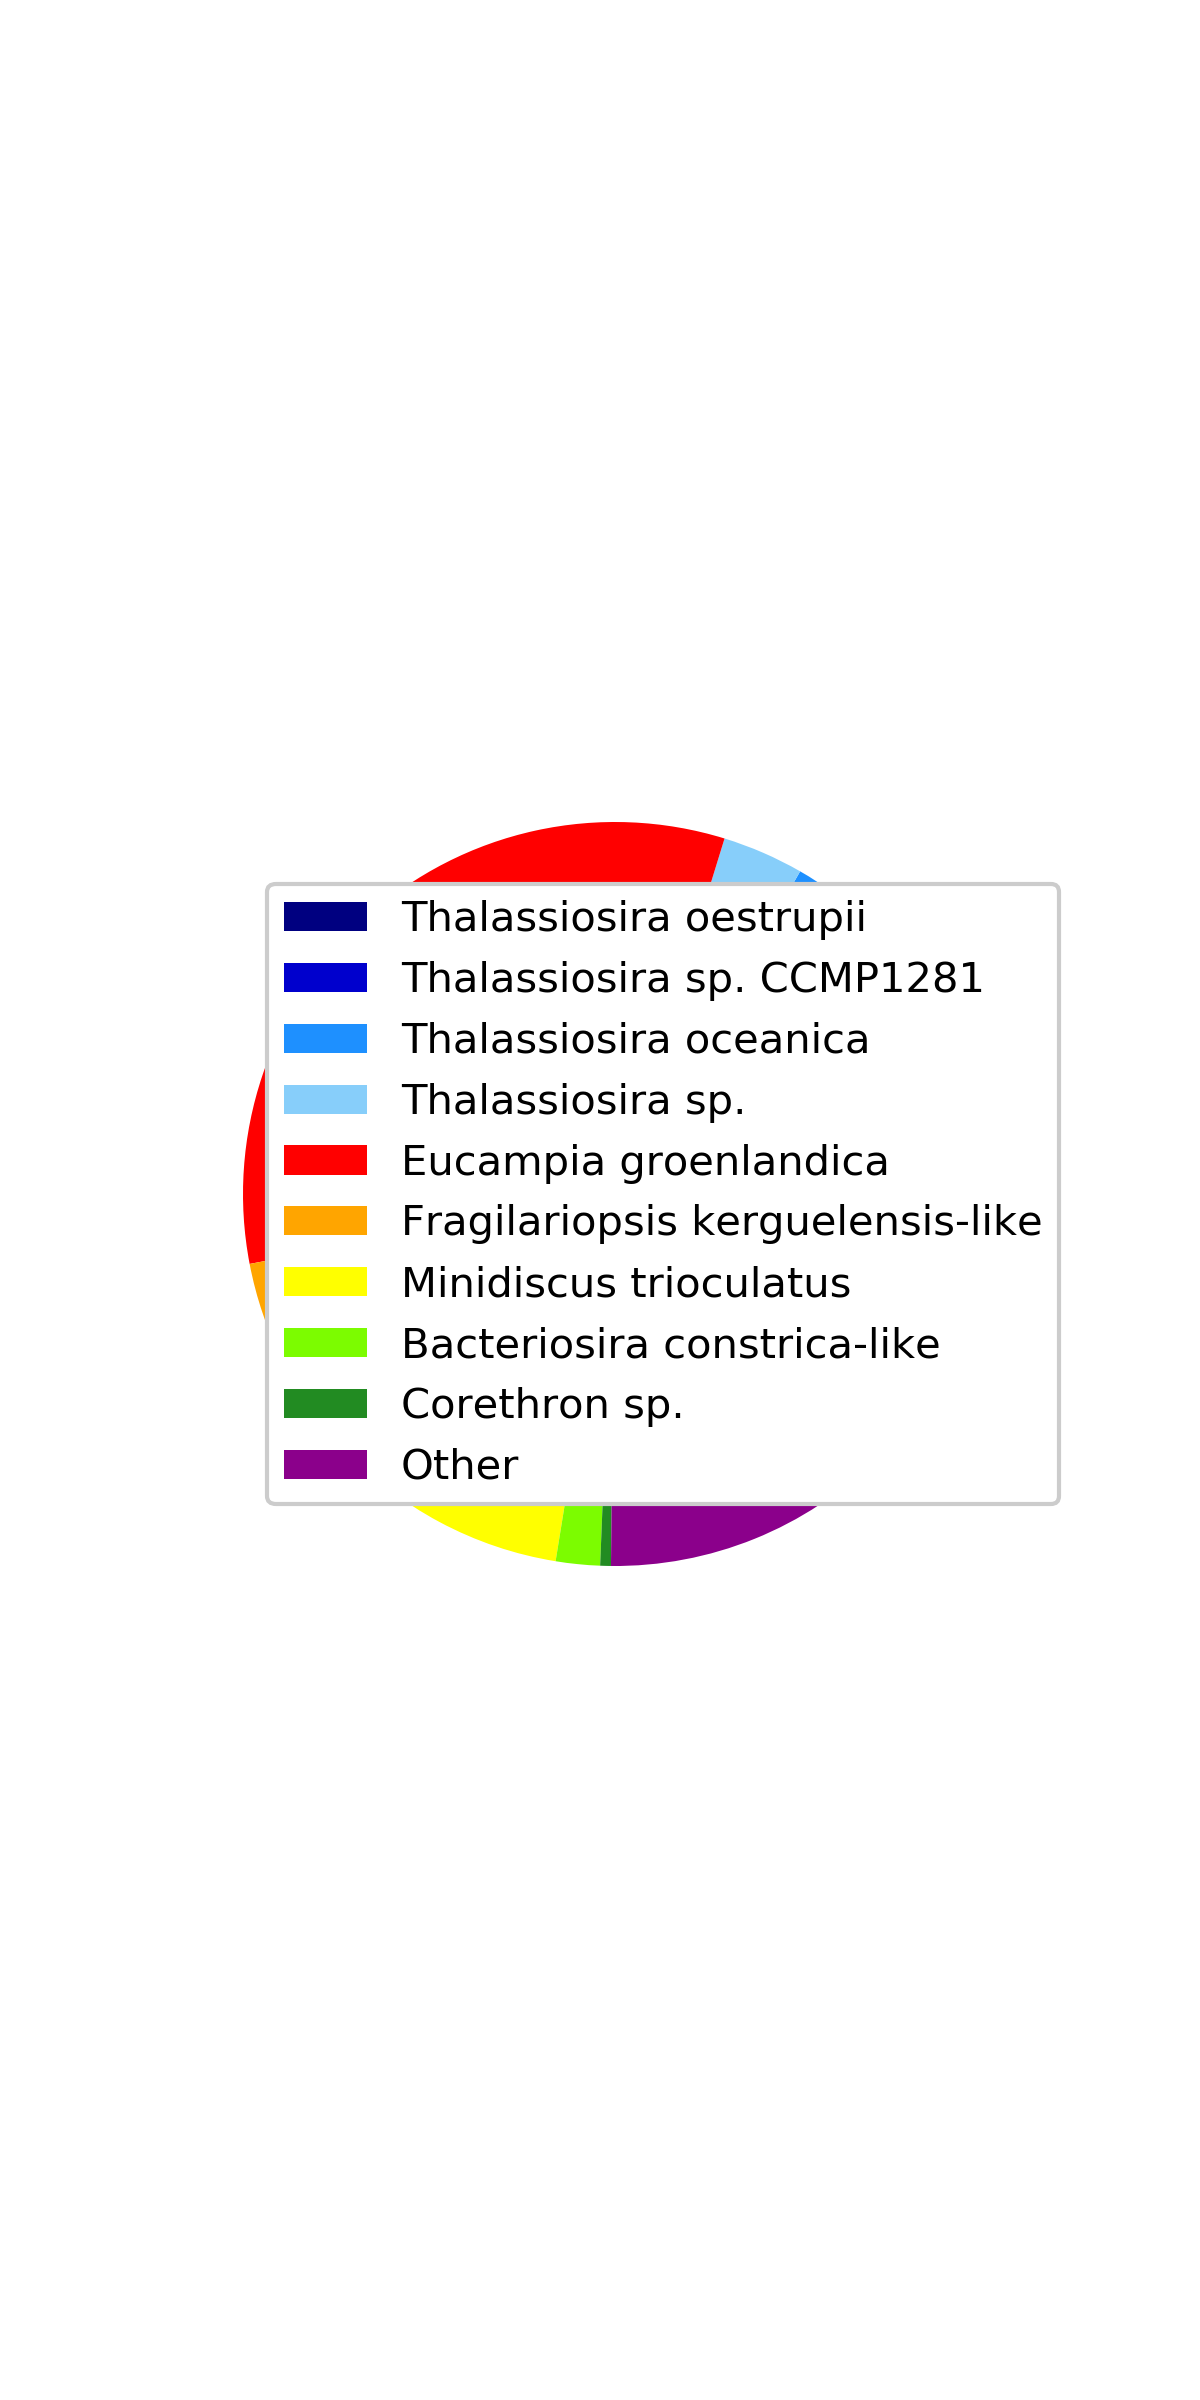 Thalassiosira oestrupii
Thalassiosira sp. CCMP1281
Thalassiosira oceanica
Thalassiosira sp.
Eucampia groenlandica
Fragilariopsis kerguelensis-like
Minidiscus trioculatus
Bacteriosira constrica-like
Corethron sp.
Other